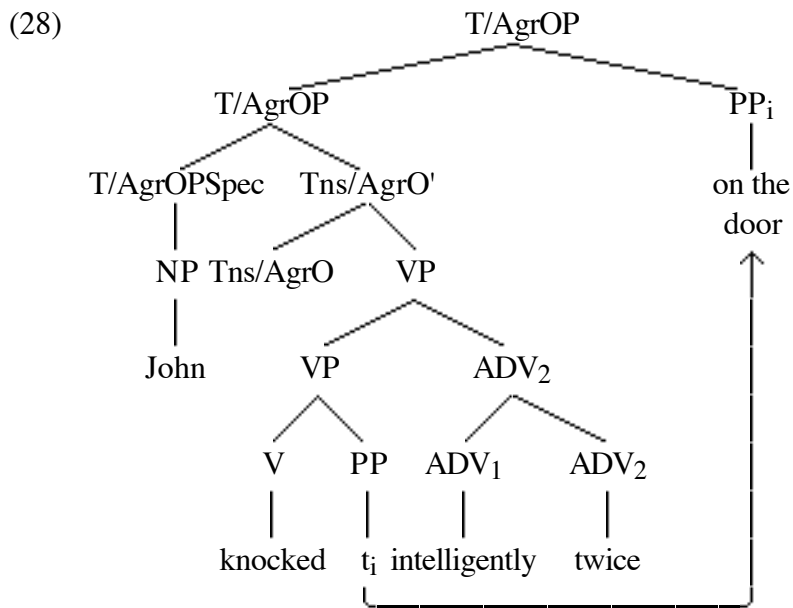 (28) T/AgrOP
T/AgrOP PPi
T/AgrOPSpec Tns/AgrO' on the
door
NP Tns/AgrO VP
John VP ADV2
V PP ADV1 ADV2
knocked ti intelligently twice